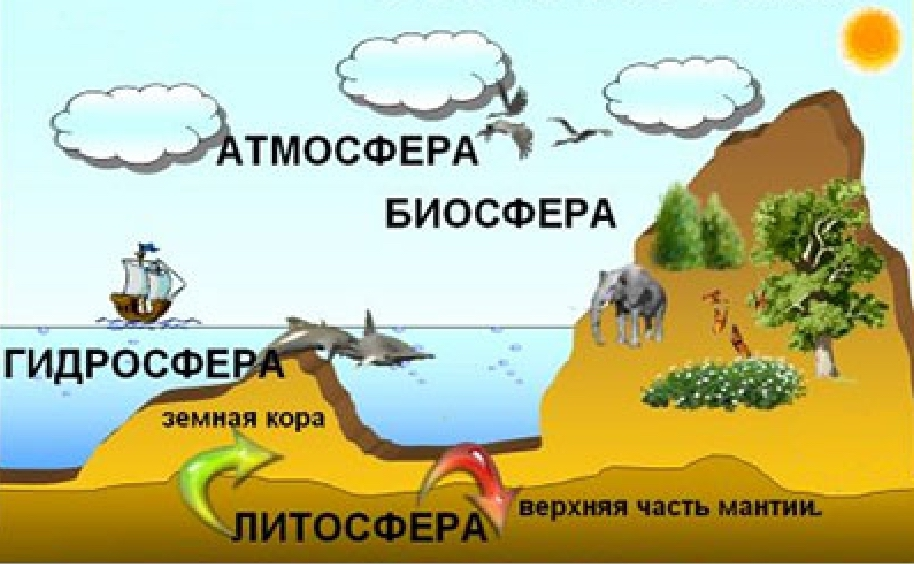 АТМОСФЕРА
БИОСФЕРА
ГИДРОСФЕРА
земная кора
верхняя часть мантии.
ЛИТОСФЕРА